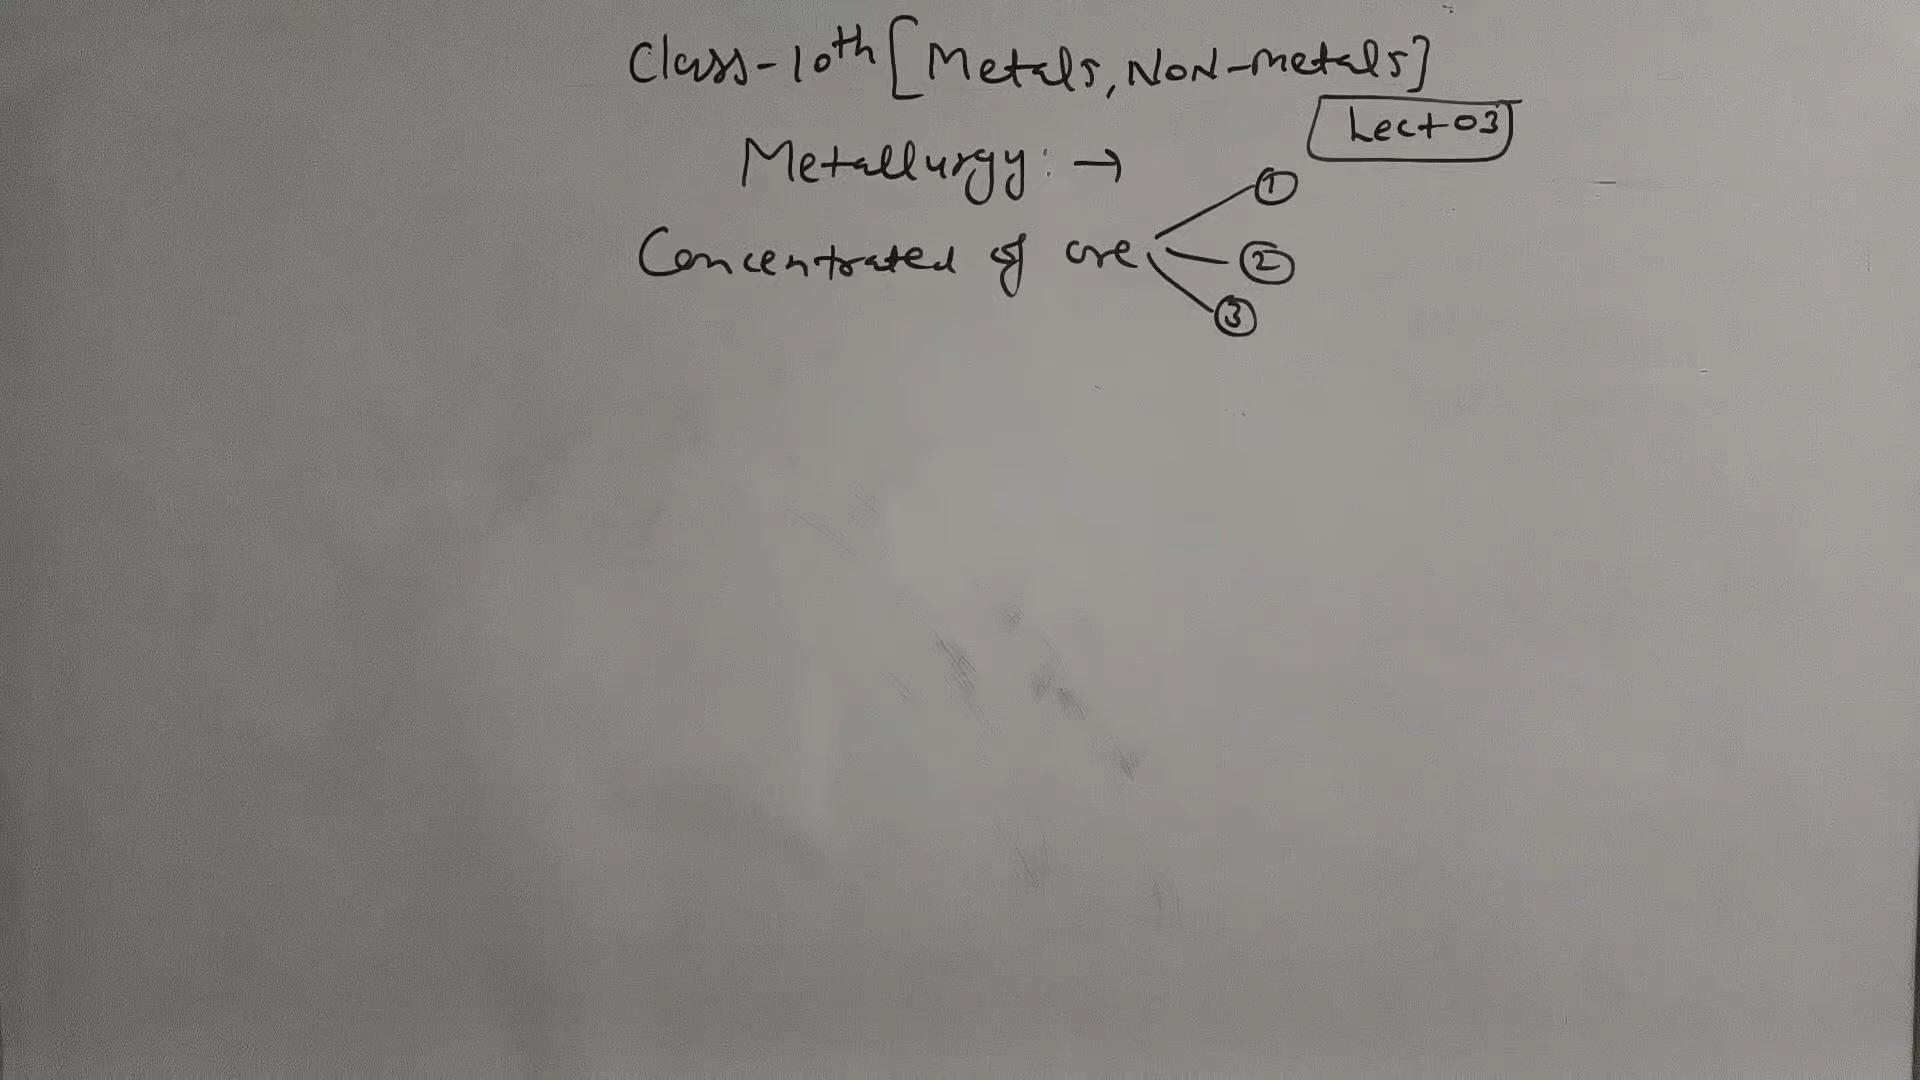 Class-10th [Metals, Non-metals]
Lect 03
Metallurgy: →
Concentrated of ore
①
②
③